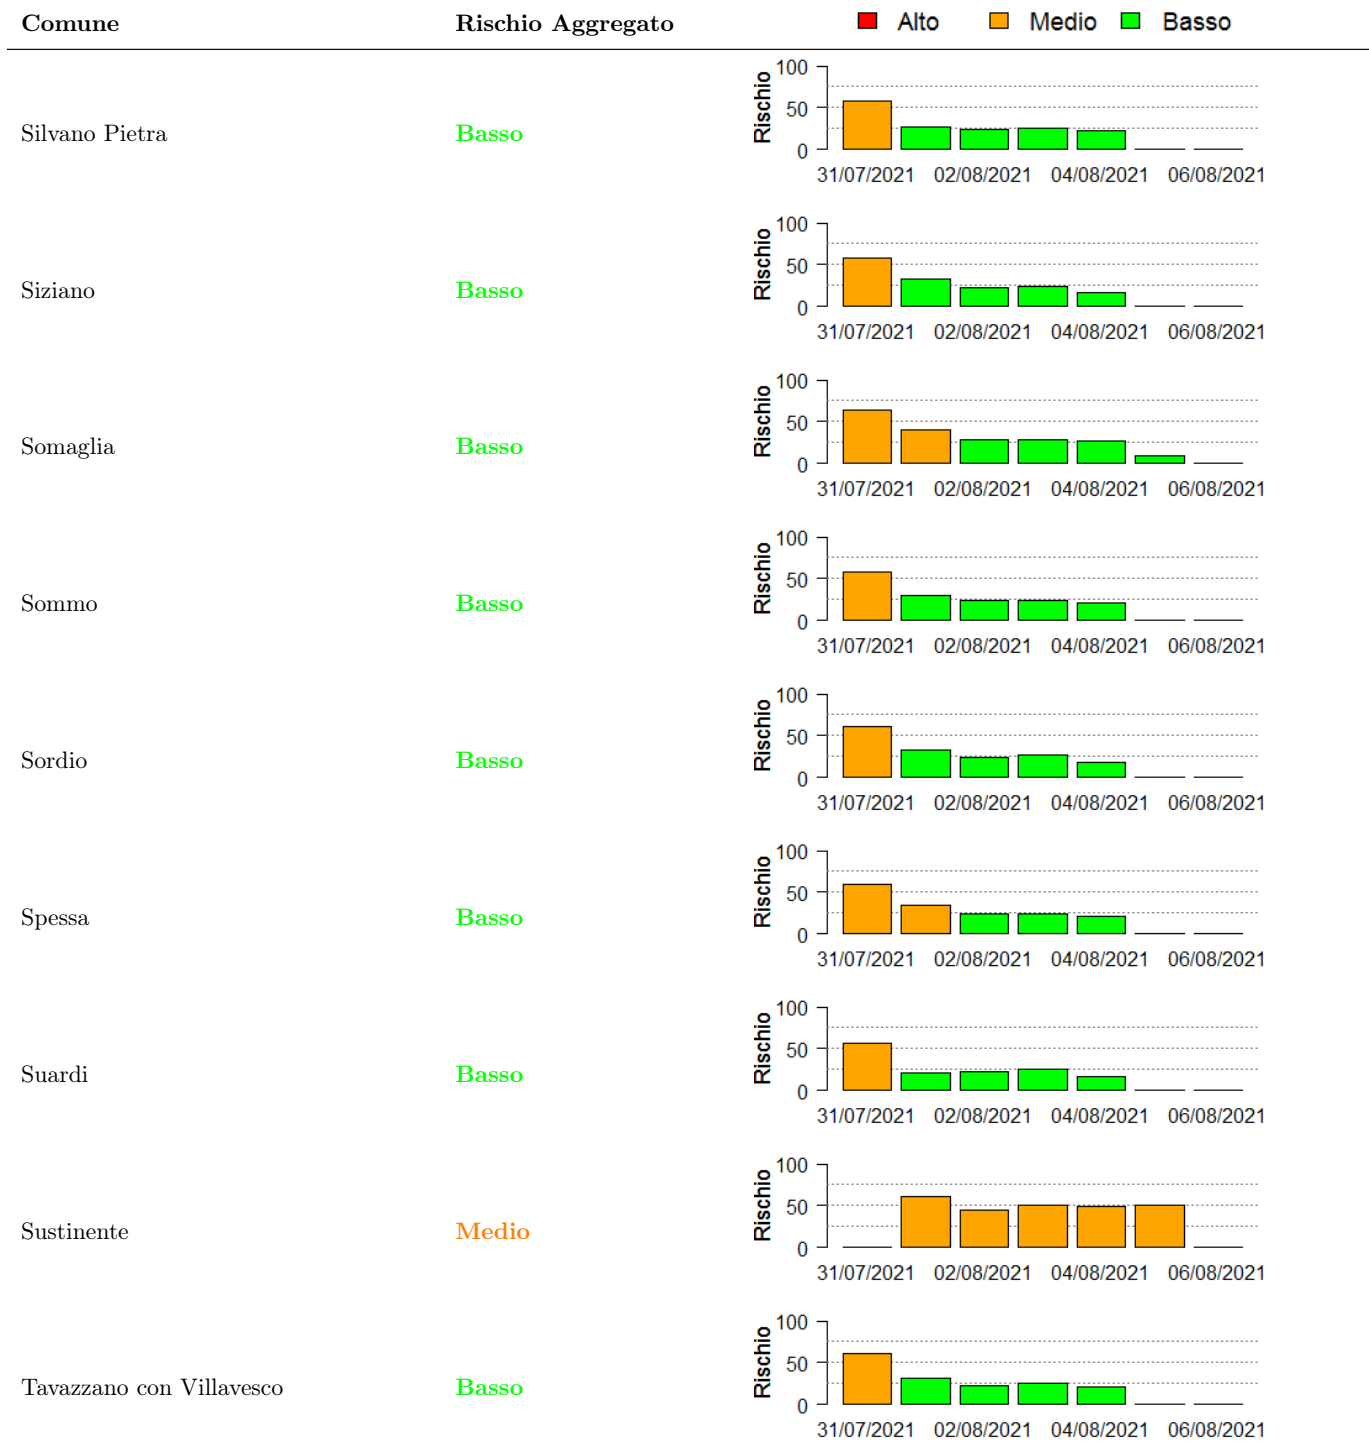 Comune Rischio Aggregato Alto Medio Basso
100
50
0
Rischio
Silvano Pietra Basso
31/07/2021 02/08/2021 04/08/2021 06/08/2021
100
50
0
Rischio
Siziano Basso
31/07/2021 02/08/2021 04/08/2021 06/08/2021
100
50
0
Rischio
Somaglia Basso
31/07/2021 02/08/2021 04/08/2021 06/08/2021
100
50
0
Rischio
Sommo Basso
31/07/2021 02/08/2021 04/08/2021 06/08/2021
100
50
0
Rischio
Sordio Basso
31/07/2021 02/08/2021 04/08/2021 06/08/2021
100
50
0
Rischio
Spessa Basso
31/07/2021 02/08/2021 04/08/2021 06/08/2021
100
50
0
Rischio
Suardi Basso
31/07/2021 02/08/2021 04/08/2021 06/08/2021
100
50
0
Rischio
Sustinente Medio
31/07/2021 02/08/2021 04/08/2021 06/08/2021
100
50
0
Rischio
Tavazzano con Villavesco Basso
31/07/2021 02/08/2021 04/08/2021 06/08/2021